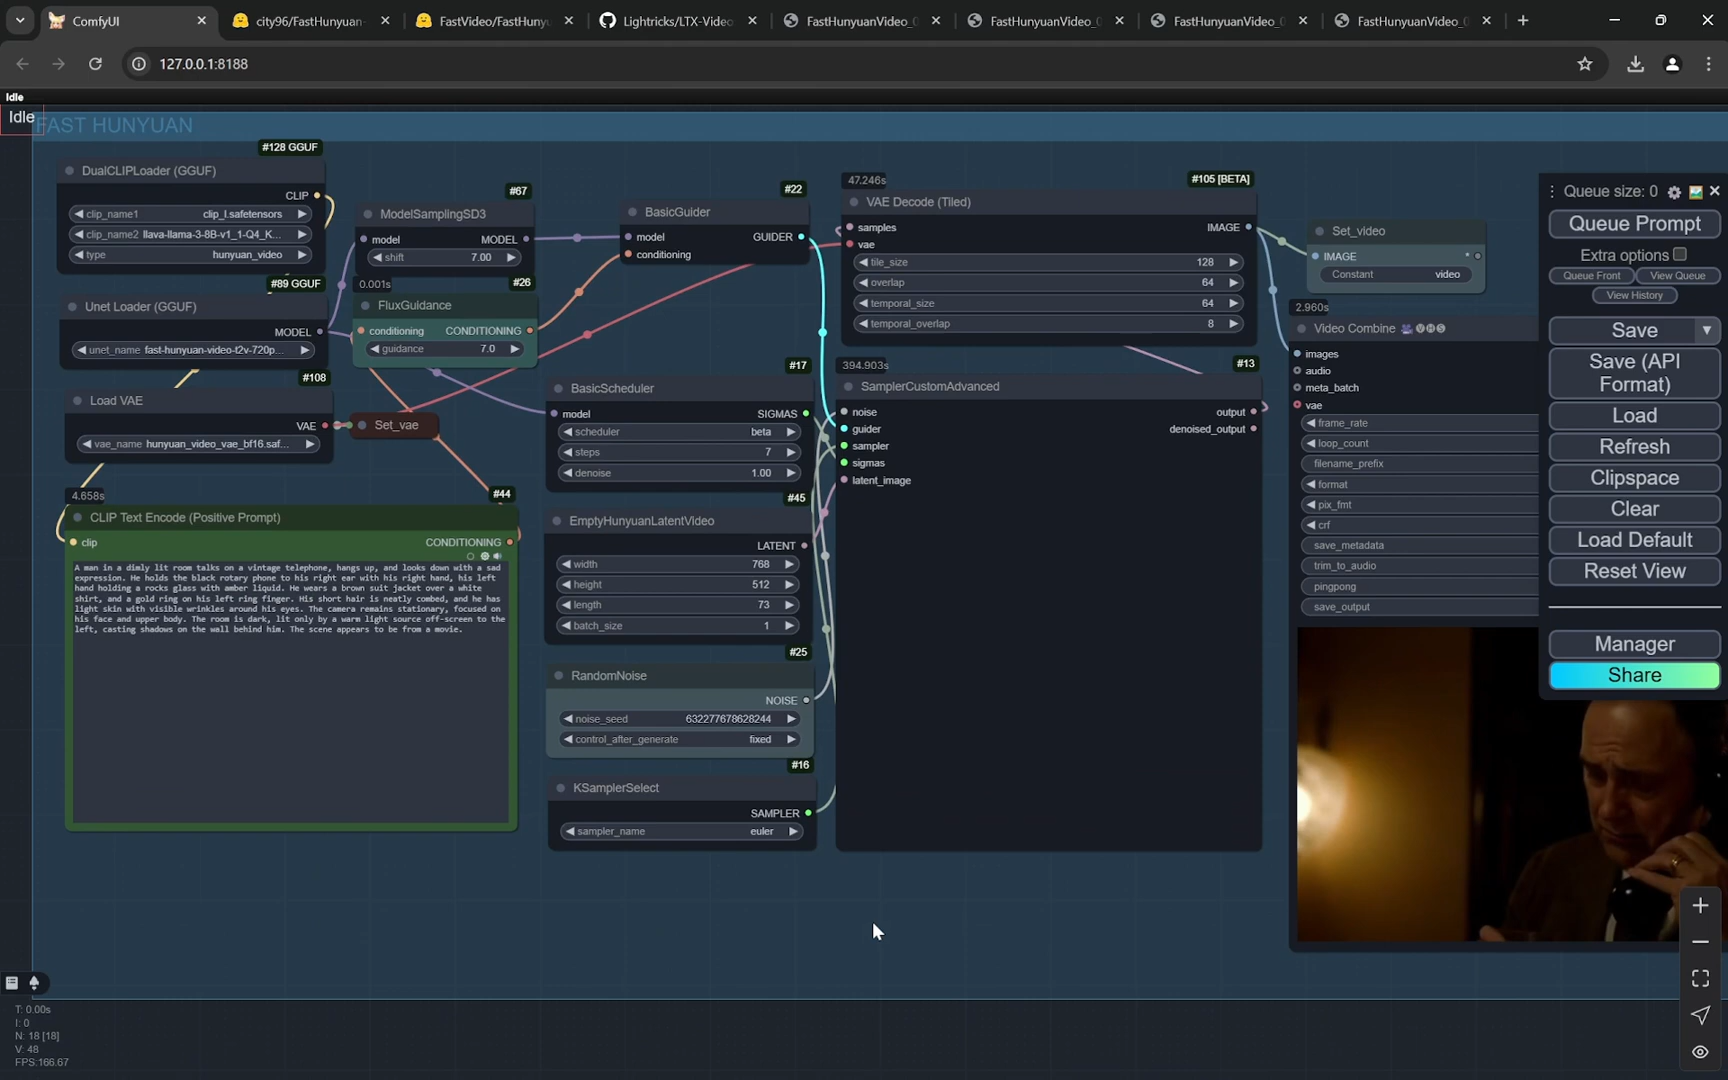 ComfyUI
city96/FastHunyuan-
FastVideo/FastHuny
Lightricks/LTX-Video
FastHunyuanVideo_0
FastHunyuanVideo_0
FastHunyuanVideo_0
FastHunyuanVideo_0
127.0.0.1:8188
Idle
Idle
FAST HUNYUAN
#128 GGUF
DualCLIPLoader (GGUF)
CLIP
clip_name1 clip_l.safetensors
clip_name2 llava-llama-3-8B-v1_1-Q4_K...
type hunyuan_video
#89 GGUF
Unet Loader (GGUF)
MODEL
unet_name fast-hunyuan-video-t2v-720p...
#108
Load VAE
VAE
vae_name hunyuan_video_vae_bf16.saf...
Set_vae
4.658s
#44
CLIP Text Encode (Positive Prompt)
clip CONDITIONING
A man in a dimly lit room talks on a vintage telephone, hangs up, and looks down with a sad
expression. He holds the black rotary phone to his right ear with his right hand, his left
hand holding a rocks glass with amber liquid. He wears a brown suit jacket over a white
shirt, and a gold ring on his left ring finger. His short hair is neatly combed, and he has
light skin with visible wrinkles around his eyes. The camera remains stationary, focused on
his face and upper body. The room is dark, lit only by a warm light source off-screen to the
left, casting shadows on the wall behind him. The scene appears to be from a movie.
#67
ModelSamplingSD3
model MODEL
shift 7.00
0.001s
#26
FluxGuidance
conditioning CONDITIONING
guidance 7.0
#22
BasicGuider
model GUIDER
conditioning
#17
BasicScheduler
model SIGMAS
scheduler beta
steps 7
denoise 1.00
#45
EmptyHunyuanLatentVideo
LATENT
width 768
height 512
length 73
batch_size 1
#25
RandomNoise
NOISE
noise_seed 632277678628244
control_after_generate fixed
#16
KSamplerSelect
SAMPLER
sampler_name euler
47.246s
#105 [BETA]
VAE Decode (Tiled)
samples IMAGE
vae
tile_size 128
overlap 64
temporal_size 64
temporal_overlap 8
394.903s
#13
SamplerCustomAdvanced
noise output
guider denoised_output
sampler
sigmas
latent_image
Set_video
IMAGE *
Constant video
2.960s
Video Combine
images
audio
meta_batch
vae
frame_rate
loop_count
filename_prefix
format
pix_fmt
crf
save_metadata
trim_to_audio
pingpong
save_output
Queue size: 0
Queue Prompt
Extra options
Queue Front View Queue
View History
Save
Save (API
Format)
Load
Refresh
Clipspace
Clear
Load Default
Reset View
Manager
Share
T: 0.00s
I: 0
N: 18 [18]
V: 48
FPS:166.67